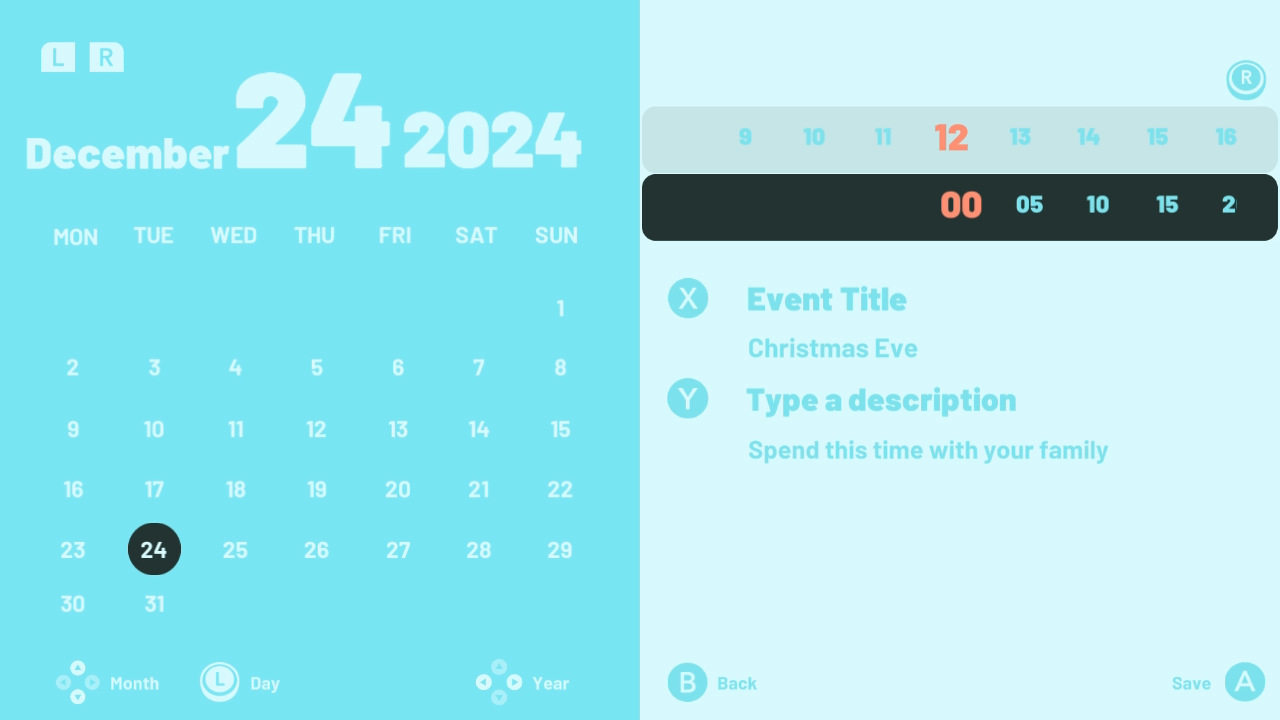 L R
December 24 2024
MON TUE WED THU FRI SAT SUN
1
2 3 4 5 6 7 8
9 10 11 12 13 14 15
16 17 18 19 20 21 22
23 24 25 26 27 28 29
30 31
Month L Day Year
R
9 10 11 12 13 14 15 16
00 05 10 15 2
X Event Title
Christmas Eve
Y Type a description
Spend this time with your family
B Back Save A